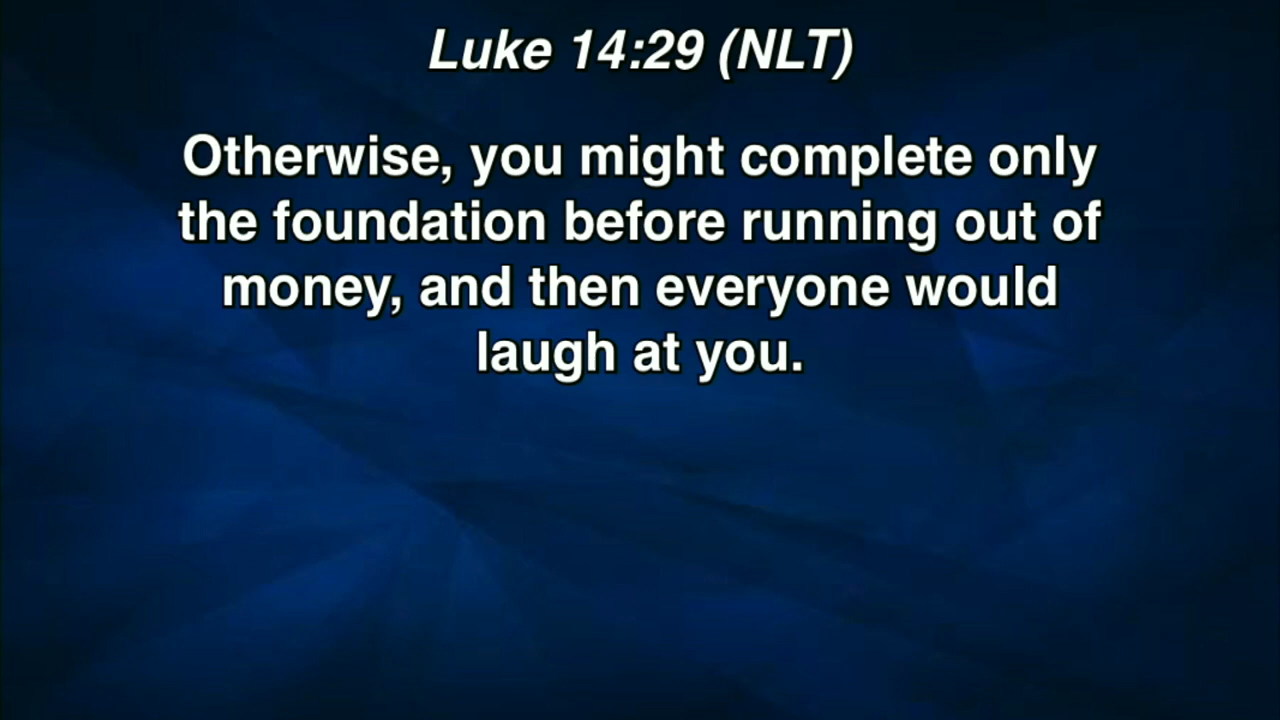 Luke 14:29 (NLT)
Otherwise, you might complete only
the foundation before running out of
money, and then everyone would
laugh at you.